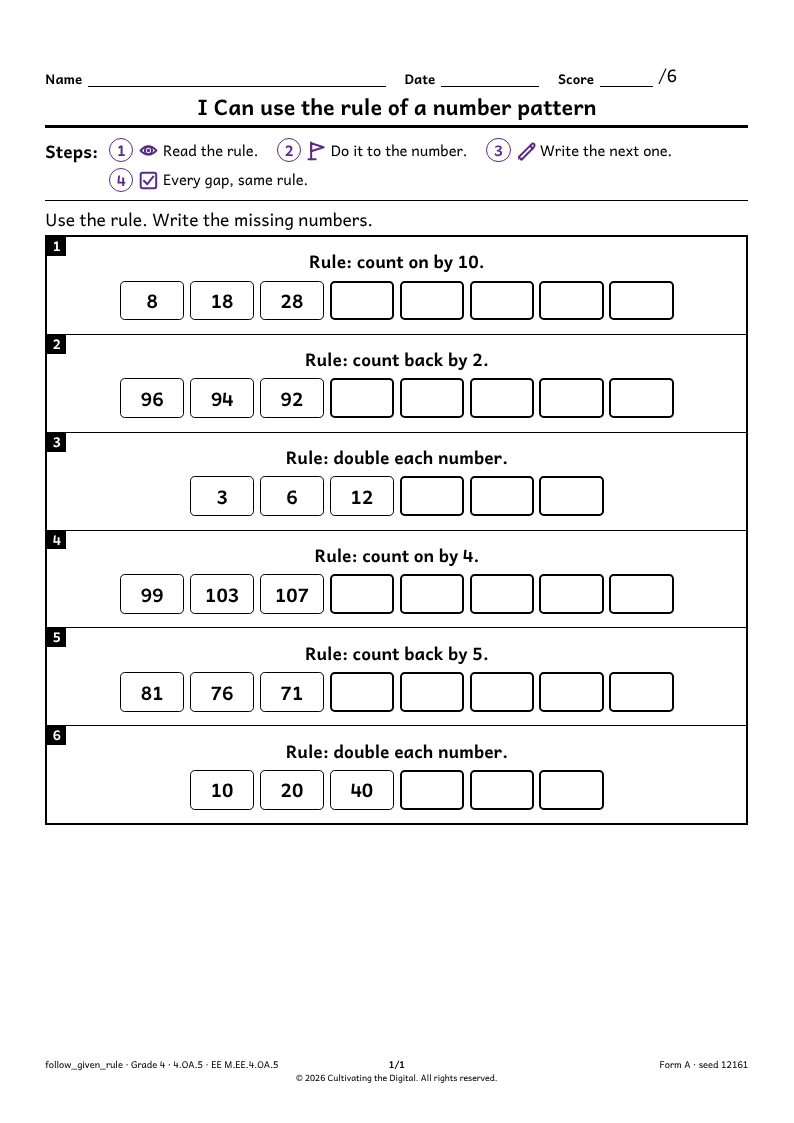 Name Date Score /6
I Can use the rule of a number pattern
Steps: 1 Read the rule. 2 Do it to the number. 3 Write the next one.
4 Every gap, same rule.
Use the rule. Write the missing numbers.
1
Rule: count on by 10.
8 18 28
2
Rule: count back by 2.
96 94 92
3
Rule: double each number.
3 6 12
4
Rule: count on by 4.
99 103 107
5
Rule: count back by 5.
81 76 71
6
Rule: double each number.
10 20 40
follow_given_rule · Grade 4 · 4.OA.5 · EE M.EE.4.OA.5 1/1 Form A · seed 12161
© 2026 Cultivating the Digital. All rights reserved.